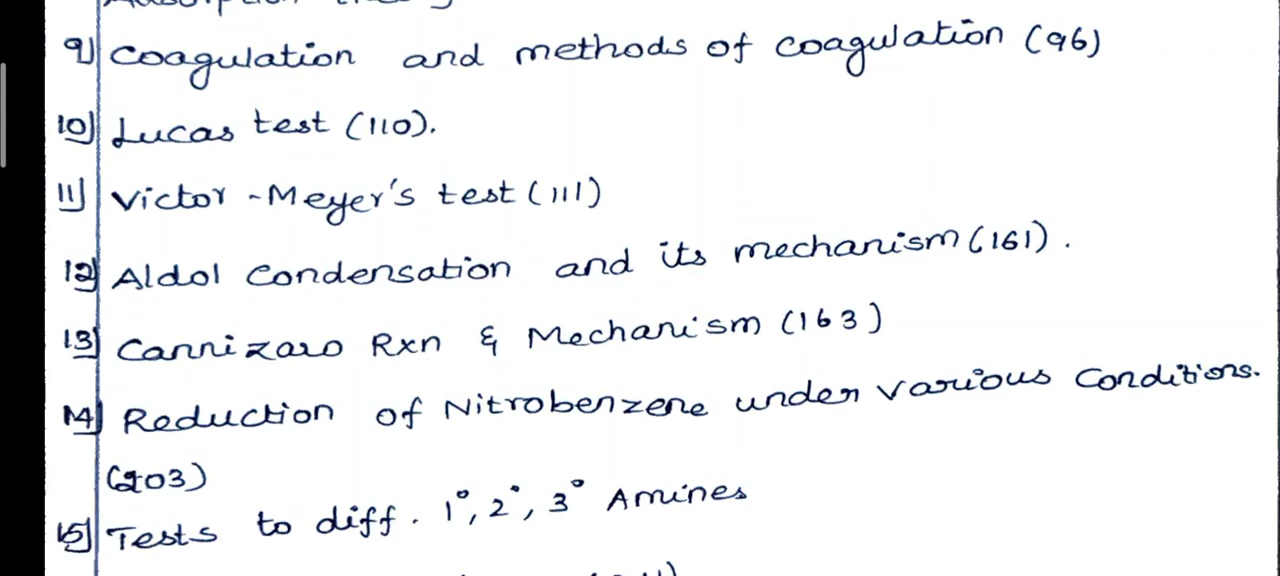 9) Coagulation and methods of coagulation (96)
10) Lucas test (110).
11) Victor - Meyer's test (111)
12) Aldol Condensation and its mechanism (161).
13) Cannizaro Rxn & Mechanism (163)
14) Reduction of Nitrobenzene under various Conditions.
(203)
15) Tests to diff. 1°, 2°, 3° Amines